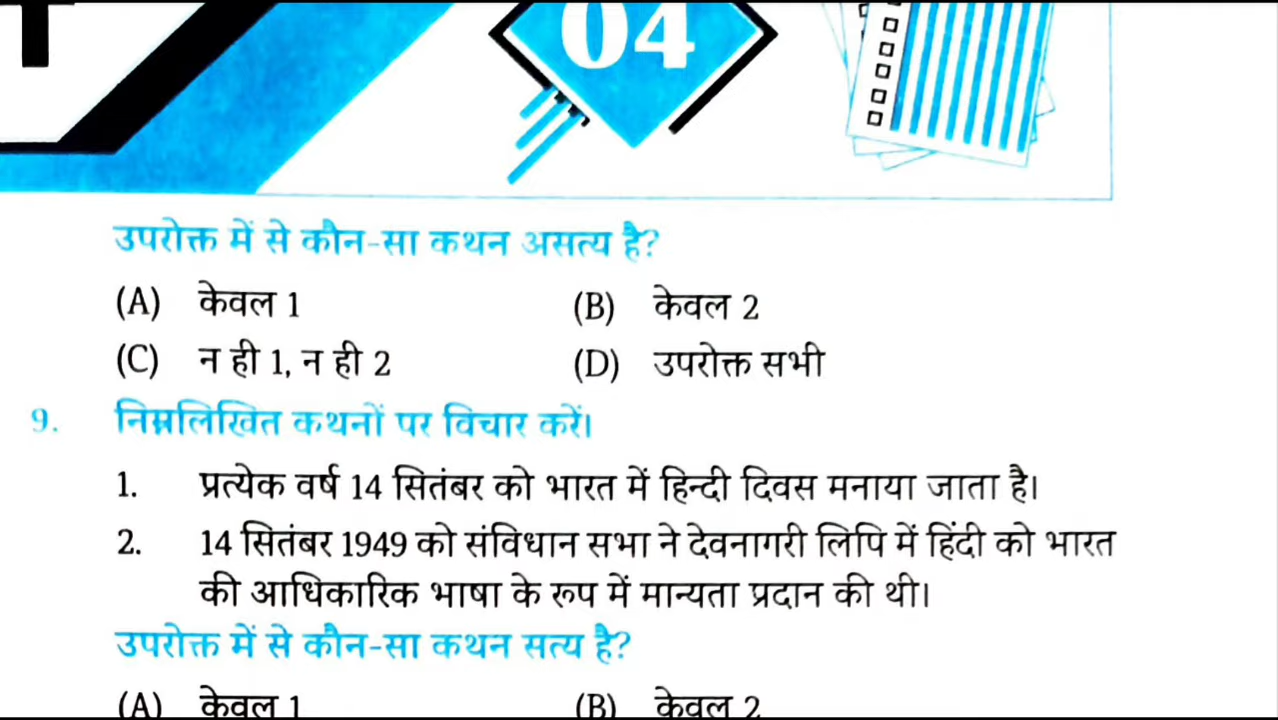 04
उपरोक्त में से कौन-सा कथन असत्य है?
(A) केवल 1 (B) केवल 2
(C) न ही 1, न ही 2 (D) उपरोक्त सभी
9. निम्नलिखित कथनों पर विचार करें।
1. प्रत्येक वर्ष 14 सितंबर को भारत में हिन्दी दिवस मनाया जाता है।
2. 14 सितंबर 1949 को संविधान सभा ने देवनागरी लिपि में हिंदी को भारत
की आधिकारिक भाषा के रूप में मान्यता प्रदान की थी।
उपरोक्त में से कौन-सा कथन सत्य है?
(A) केवल 1 (B) केवल 2